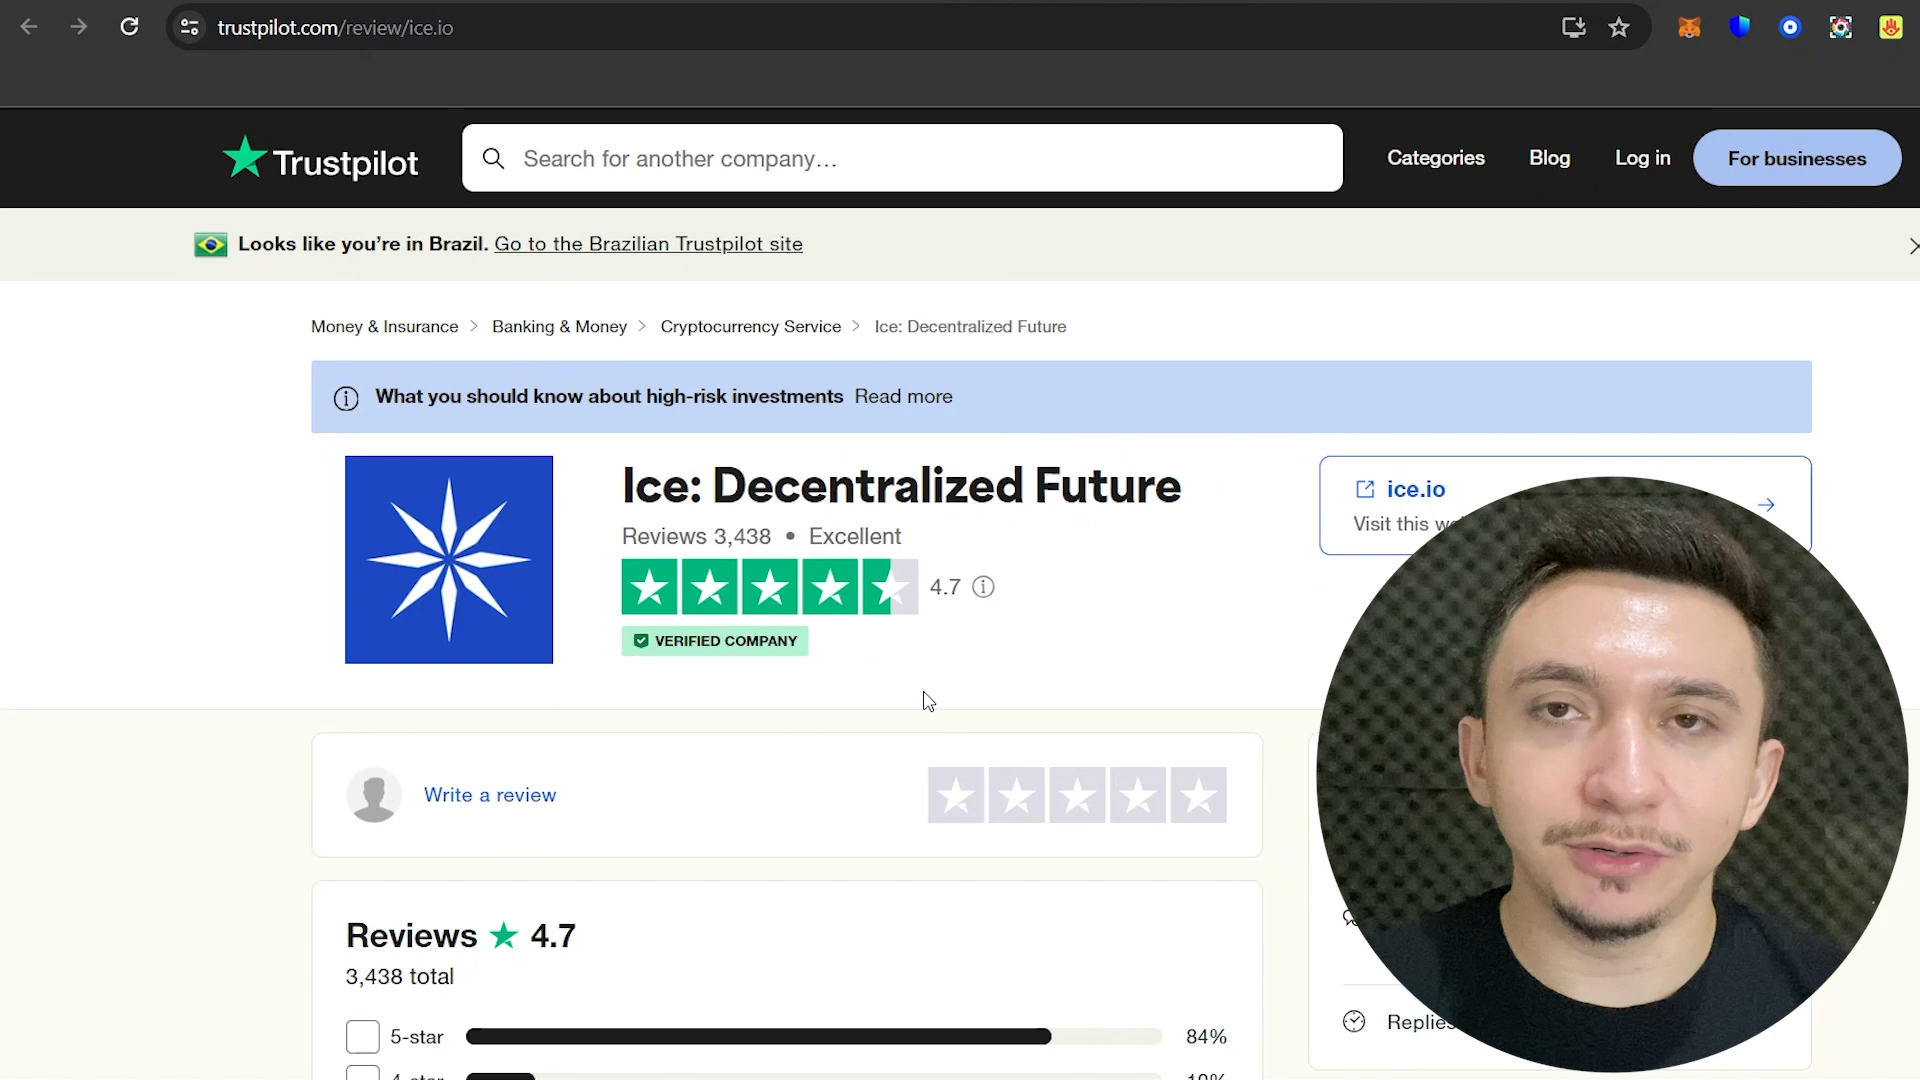 trustpilot.com/review/ice.io
Trustpilot
Search for another company...
Categories
Blog
Log in
For businesses
Looks like you're in Brazil. Go to the Brazilian Trustpilot site
Money & Insurance > Banking & Money > Cryptocurrency Service > Ice: Decentralized Future
What you should know about high-risk investments Read more
Ice: Decentralized Future
Reviews 3,438 • Excellent
4.7
VERIFIED COMPANY
ice.io
Visit this
Write a review
Reviews ★ 4.7
3,438 total
5-star
84%
Replies